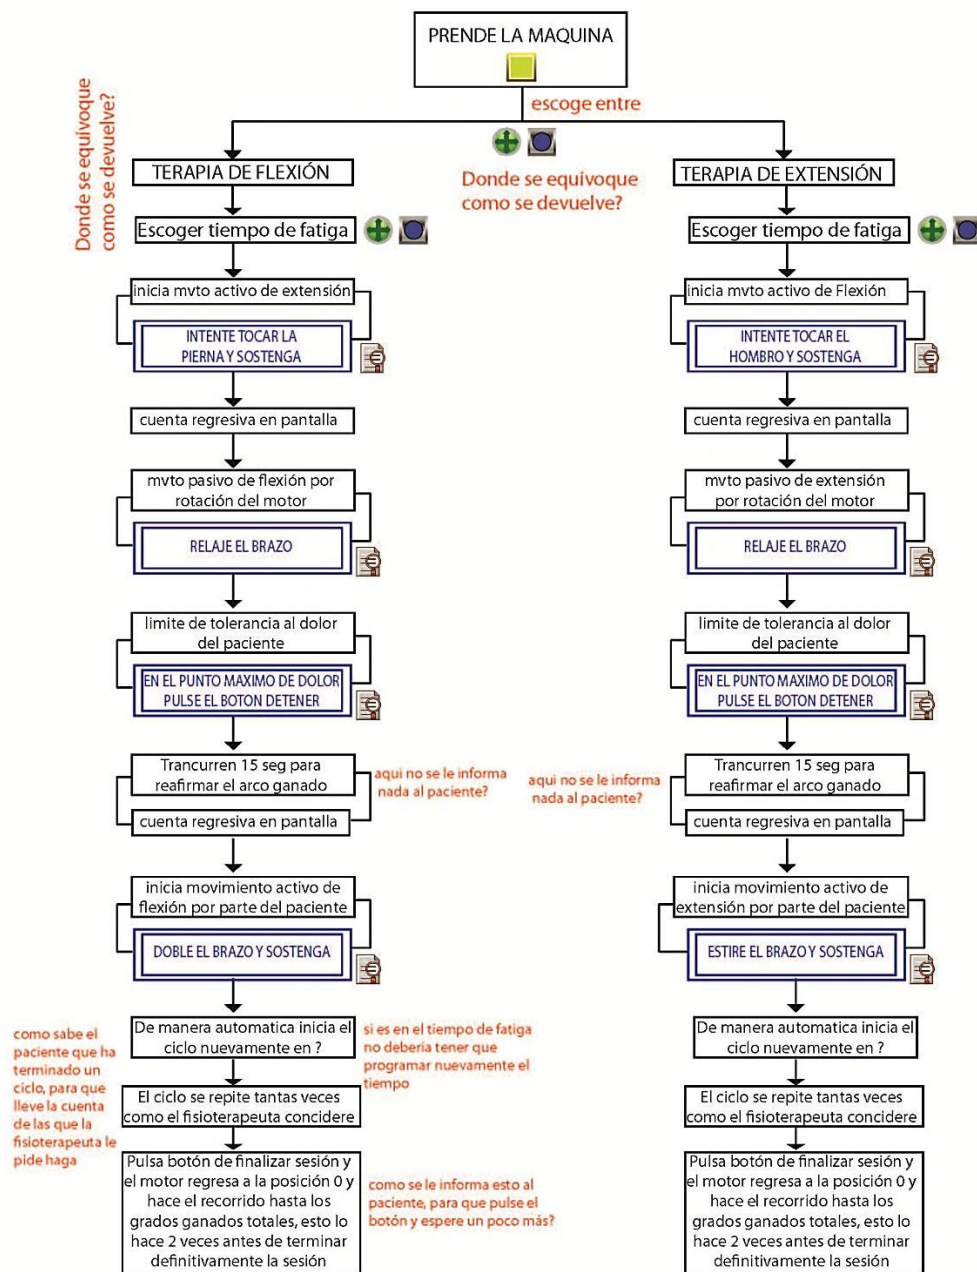 PRENDE LA MAQUINA
escoge entre
Donde se equivoque
como se devuelve?
Donde se equivoque
como se devuelve?
TERAPIA DE FLEXIÓN
Escoger tiempo de fatiga
inicia mvto activo de extensión
INTENTE TOCAR LA
PIERNA Y SOSTENGA
cuenta regresiva en pantalla
mvto pasivo de flexión por
rotación del motor
RELAJE EL BRAZO
limite de tolerancia al dolor
del paciente
EN EL PUNTO MAXIMO DE DOLOR
PULSE EL BOTON DETENER
Trancurren 15 seg para
reafirmar el arco ganado
cuenta regresiva en pantalla
aqui no se le informa
nada al paciente?
inicia movimiento activo de
flexión por parte del paciente
DOBLE EL BRAZO Y SOSTENGA
De manera automatica inicia el
ciclo nuevamente en ?
como sabe el
paciente que ha
terminado un
ciclo, para que
lleve la cuenta
de las que la
fisioterapeuta le
pide haga
si es en el tiempo de fatiga
no debería tener que
programar nuevamente el
tiempo
El ciclo se repite tantas veces
como el fisioterapeuta concidere
Pulsa botón de finalizar sesión y
el motor regresa a la posición 0 y
hace el recorrido hasta los
grados ganados totales, esto lo
hace 2 veces antes de terminar
definitivamente la sesión
como se le informa esto al
paciente, para que pulse el
botón y espere un poco más?
TERAPIA DE EXTENSIÓN
Escoger tiempo de fatiga
inicia mvto activo de Flexión
INTENTE TOCAR EL
HOMBRO Y SOSTENGA
cuenta regresiva en pantalla
mvto pasivo de extensión
por rotación del motor
RELAJE EL BRAZO
limite de tolerancia al dolor
del paciente
EN EL PUNTO MAXIMO DE DOLOR
PULSE EL BOTON DETENER
aqui no se le informa
nada al paciente?
Trancurren 15 seg para
reafirmar el arco ganado
cuenta regresiva en pantalla
inicia movimiento activo de
extensión por parte del paciente
ESTIRE EL BRAZO Y SOSTENGA
De manera automatica inicia el
ciclo nuevamente en ?
El ciclo se repite tantas veces
como el fisioterapeuta concidere
Pulsa botón de finalizar sesión y
el motor regresa a la posición 0 y
hace el recorrido hasta los
grados ganados totales, esto lo
hace 2 veces antes de terminar
definitivamente la sesión